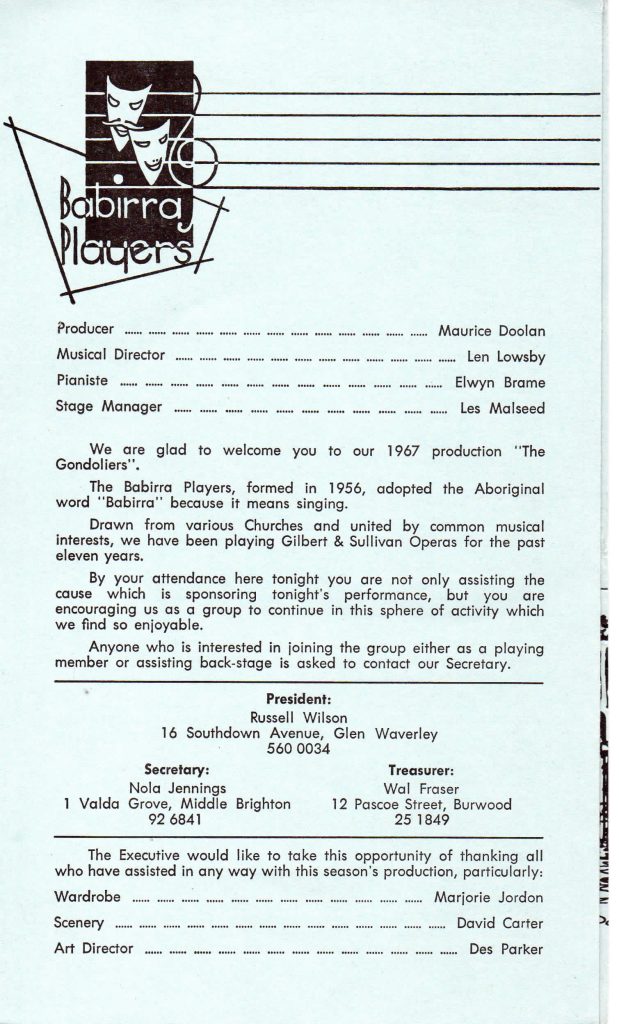 Babirra
Players
Producer ...... ...... ...... ...... ...... ...... ...... ...... ...... ...... ...... ...... ...... Maurice Doolan
Musical Director ...... ...... ...... ...... ...... ...... ...... ...... ...... ...... ...... ...... Len Lowsby
Pianiste ...... ...... ...... ...... ...... ...... ...... ...... ...... ...... ...... ...... ...... ...... Elwyn Brame
Stage Manager ...... ...... ...... ...... ...... ...... ...... ...... ...... ...... ...... ...... Les Malseed
We are glad to welcome you to our 1967 production "The
Gondoliers".
The Babirra Players, formed in 1956, adopted the Aboriginal
word "Babirra" because it means singing.
Drawn from various Churches and united by common musical
interests, we have been playing Gilbert & Sullivan Operas for the past
eleven years.
By your attendance here tonight you are not only assisting the
cause which is sponsoring tonight's performance, but you are
encouraging us as a group to continue in this sphere of activity which
we find so enjoyable.
Anyone who is interested in joining the group either as a playing
member or assisting back-stage is asked to contact our Secretary.
President:
Russell Wilson
16 Southdown Avenue, Glen Waverley
560 0034
Secretary:
Nola Jennings
1 Valda Grove, Middle Brighton
92 6841
Treasurer:
Wal Fraser
12 Pascoe Street, Burwood
25 1849
The Executive would like to take this opportunity of thanking all
who have assisted in any way with this season's production, particularly:
Wardrobe ...... ...... ...... ...... ...... ...... ...... ...... ...... ...... ...... ...... Marjorie Jordon
Scenery ...... ...... ...... ...... ...... ...... ...... ...... ...... ...... ...... ...... ...... ...... David Carter
Art Director ...... ...... ...... ...... ...... ...... ...... ...... ...... ...... ...... ...... ...... Des Parker